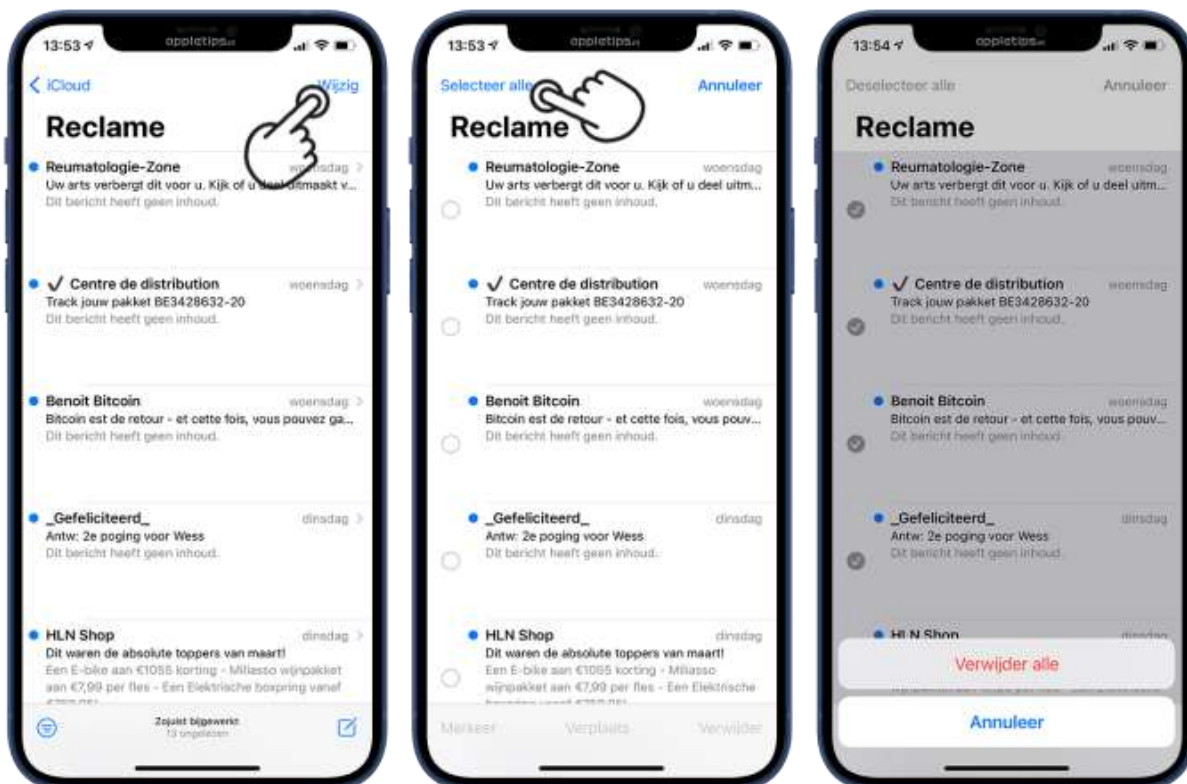 13:53
appletips
iCloud
Wijzig
Reclame
Reumatologie-Zone
woensdag
Uw arts verbergt dit voor u. Kijk of u deel uitmaakt v...
Dit bericht heeft geen inhoud.
✓ Centre de distribution
woensdag
Track jouw pakket BE3428632-20
Dit bericht heeft geen inhoud.
Benoit Bitcoin
woensdag
Bitcoin est de retour - et cette fois, vous pouvez ga...
Dit bericht heeft geen inhoud.
_Gefeliciteerd_
dinsdag
Antw: 2e poging voor Wess
Dit bericht heeft geen inhoud.
HLN Shop
dinsdag
Dit waren de absolute toppers van maart!
Een E-bike aan €1055 korting - Miliasso wijnpakket
aan €7,99 per fles - Een Elektrische boxpring vanaf
Zojuist bijgewerkt
13 ongelezen
13:53
appletips
Selecteer alle
Annuleer
Reclame
Reumatologie-Zone
woensdag
Uw arts verbergt dit voor u. Kijk of u deel uitm...
Dit bericht heeft geen inhoud.
✓ Centre de distribution
woensdag
Track jouw pakket BE3428632-20
Dit bericht heeft geen inhoud.
Benoit Bitcoin
woensdag
Bitcoin est de retour - et cette fois, vous pouv...
Dit bericht heeft geen inhoud.
_Gefeliciteerd_
dinsdag
Antw: 2e poging voor Wess
Dit bericht heeft geen inhoud.
HLN Shop
dinsdag
Dit waren de absolute toppers van maart!
Een E-bike aan €1055 korting - Miliasso
wijnpakket aan €7,99 per fles - Een Elektrische
Markeer
Verplaats
Verwijder
13:54
appletips
Deselecteer alle
Annuleer
Reclame
Reumatologie-Zone
woensdag
Uw arts verbergt dit voor u. Kijk of u deel uitm...
Dit bericht heeft geen inhoud.
✓ Centre de distribution
woensdag
Track jouw pakket BE3428632-20
Dit bericht heeft geen inhoud.
Benoit Bitcoin
woensdag
Bitcoin est de retour - et cette fois, vous pouv...
Dit bericht heeft geen inhoud.
_Gefeliciteerd_
dinsdag
Antw: 2e poging voor Wess
Dit bericht heeft geen inhoud.
HLN Shop
dinsdag
Verwijder alle
Annuleer